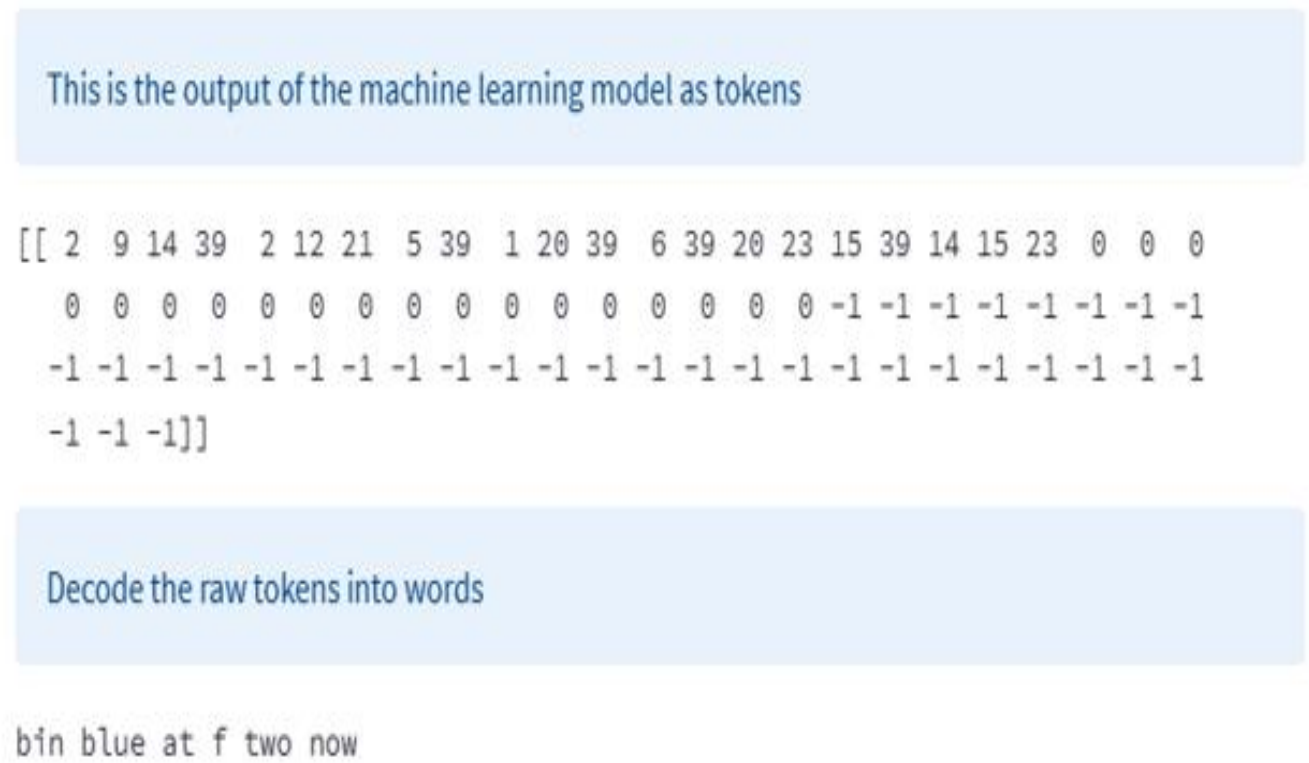 This is the output of the machine learning model as tokens
[[ 2  9 14 39  2 12 21  5 39  1 20 39  6 39 20 23 15 39 14 15 23  0  0  0
   0  0  0  0  0  0  0  0  0  0  0  0  0  0  0  0 -1 -1 -1 -1 -1 -1 -1 -1
  -1 -1 -1 -1 -1 -1 -1 -1 -1 -1 -1 -1 -1 -1 -1 -1 -1 -1 -1 -1 -1 -1 -1 -1
  -1 -1 -1]]
Decode the raw tokens into words
bin blue at f two now